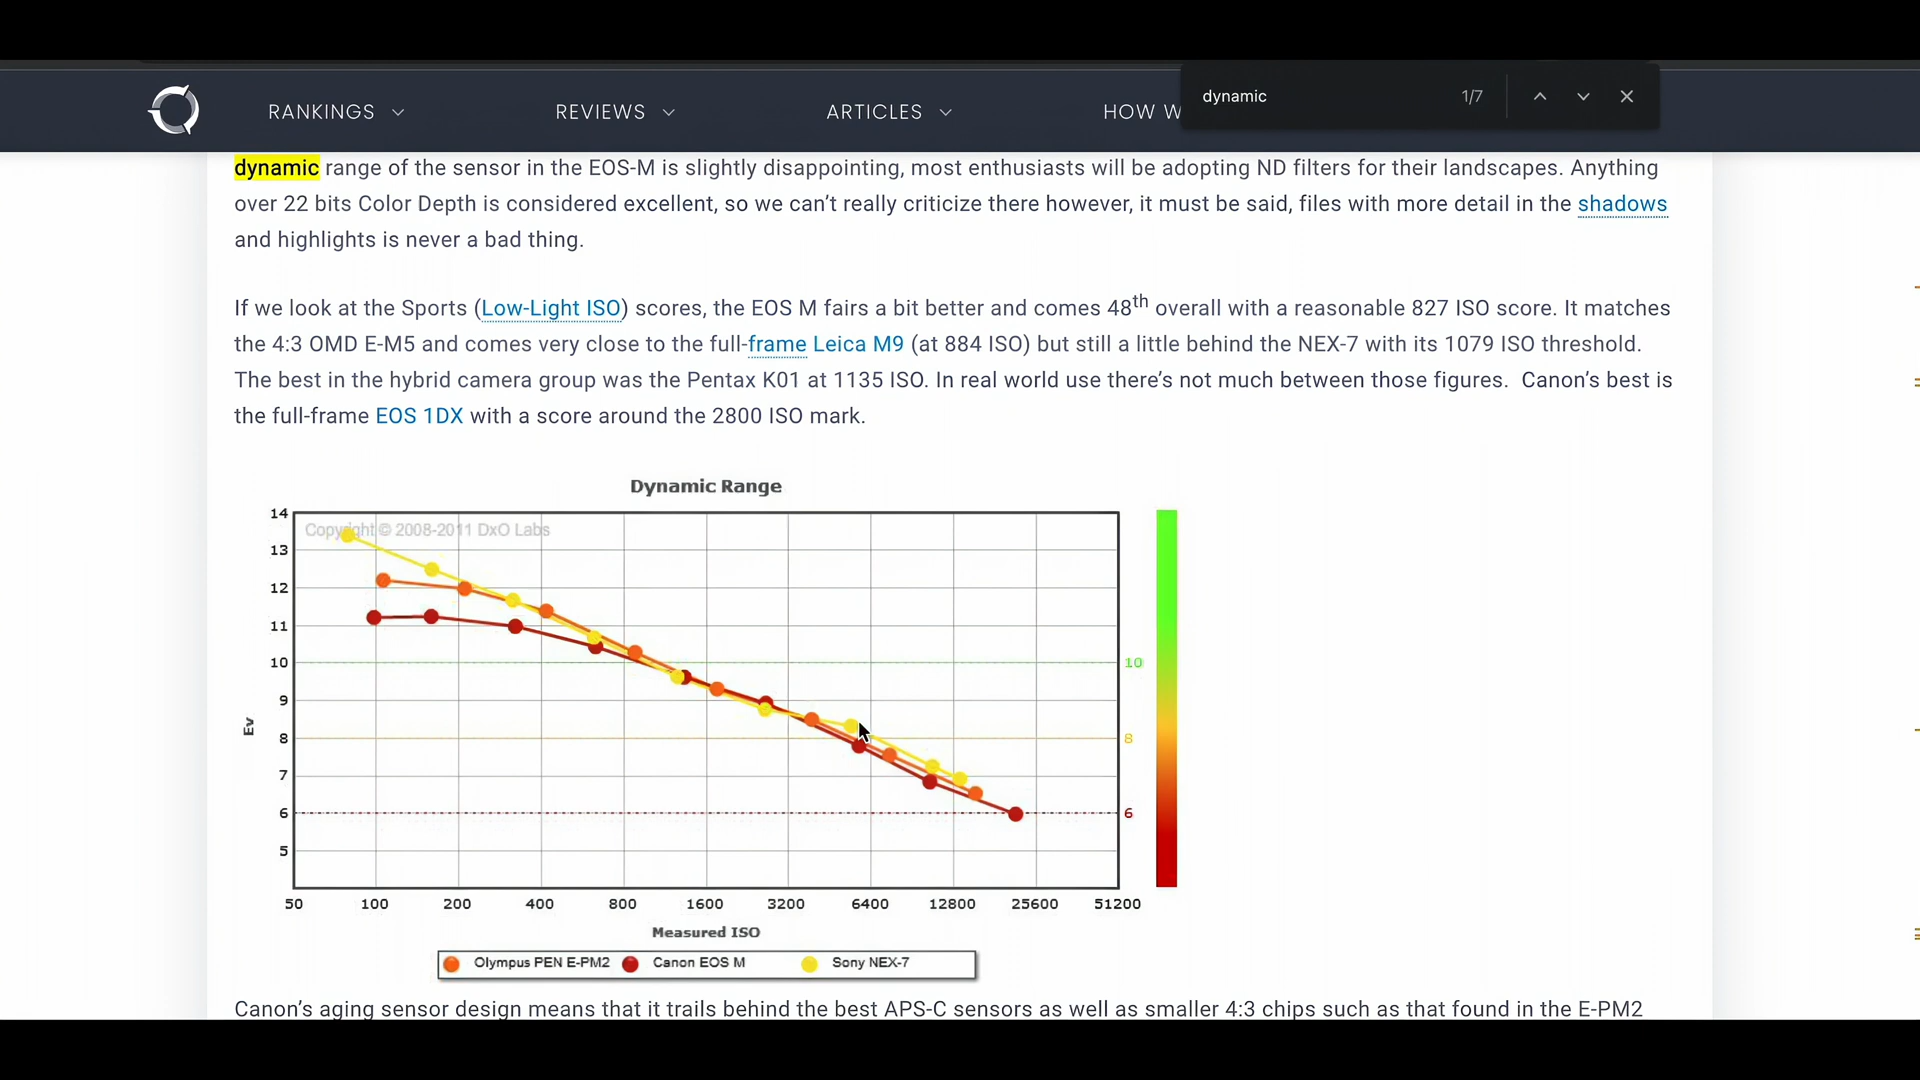 RANKINGS REVIEWS ARTICLES HOW W
dynamic 1/7
dynamic range of the sensor in the EOS-M is slightly disappointing, most enthusiasts will be adopting ND filters for their landscapes. Anything
over 22 bits Color Depth is considered excellent, so we can’t really criticize there however, it must be said, files with more detail in the shadows
and highlights is never a bad thing.
If we look at the Sports (Low-Light ISO) scores, the EOS M fairs a bit better and comes 48th overall with a reasonable 827 ISO score. It matches
the 4:3 OMD E-M5 and comes very close to the full-frame Leica M9 (at 884 ISO) but still a little behind the NEX-7 with its 1079 ISO threshold.
The best in the hybrid camera group was the Pentax K01 at 1135 ISO. In real world use there’s not much between those figures.  Canon’s best is
the full-frame EOS 1DX with a score around the 2800 ISO mark.
Dynamic Range
Copyright © 2008-2011 DxO Labs
14
13
12
11
10 10
9
Ev
8 8
7
6 6
5
50 100 200 400 800 1600 3200 6400 12800 25600 51200
Measured ISO
Olympus PEN E-PM2 Canon EOS M Sony NEX-7
Canon’s aging sensor design means that it trails behind the best APS-C sensors as well as smaller 4:3 chips such as that found in the E-PM2